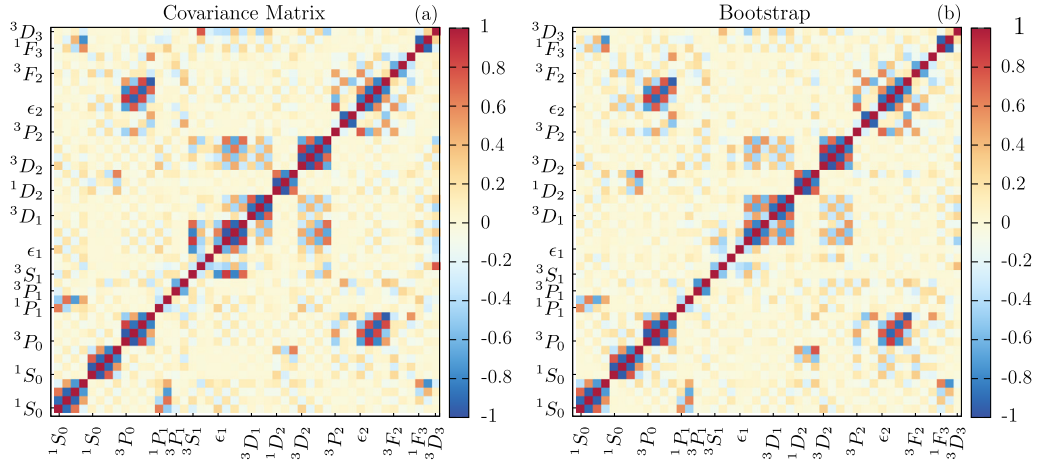 Covariance Matrix (a)
³D₃
¹F₃
³F₂
ϵ₂
³P₂
³D₂
¹D₂
³D₁
ϵ₁
³S₁
³P₁
¹P₁
³P₀
¹S₀
¹S₀
¹S₀ ¹S₀ ³P₀ ¹P₁ ³P₁ ³S₁ ϵ₁ ³D₁ ¹D₂ ³D₂ ³P₂ ϵ₂ ³F₂ ¹F₃ ³D₃
1
0.8
0.6
0.4
0.2
0
-0.2
-0.4
-0.6
-0.8
-1
Bootstrap (b)
³D₃
¹F₃
³F₂
ϵ₂
³P₂
³D₂
¹D₂
³D₁
ϵ₁
³S₁
³P₁
¹P₁
³P₀
¹S₀
¹S₀
¹S₀ ¹S₀ ³P₀ ¹P₁ ³P₁ ³S₁ ϵ₁ ³D₁ ¹D₂ ³D₂ ³P₂ ϵ₂ ³F₂ ¹F₃ ³D₃
1
0.8
0.6
0.4
0.2
0
-0.2
-0.4
-0.6
-0.8
-1